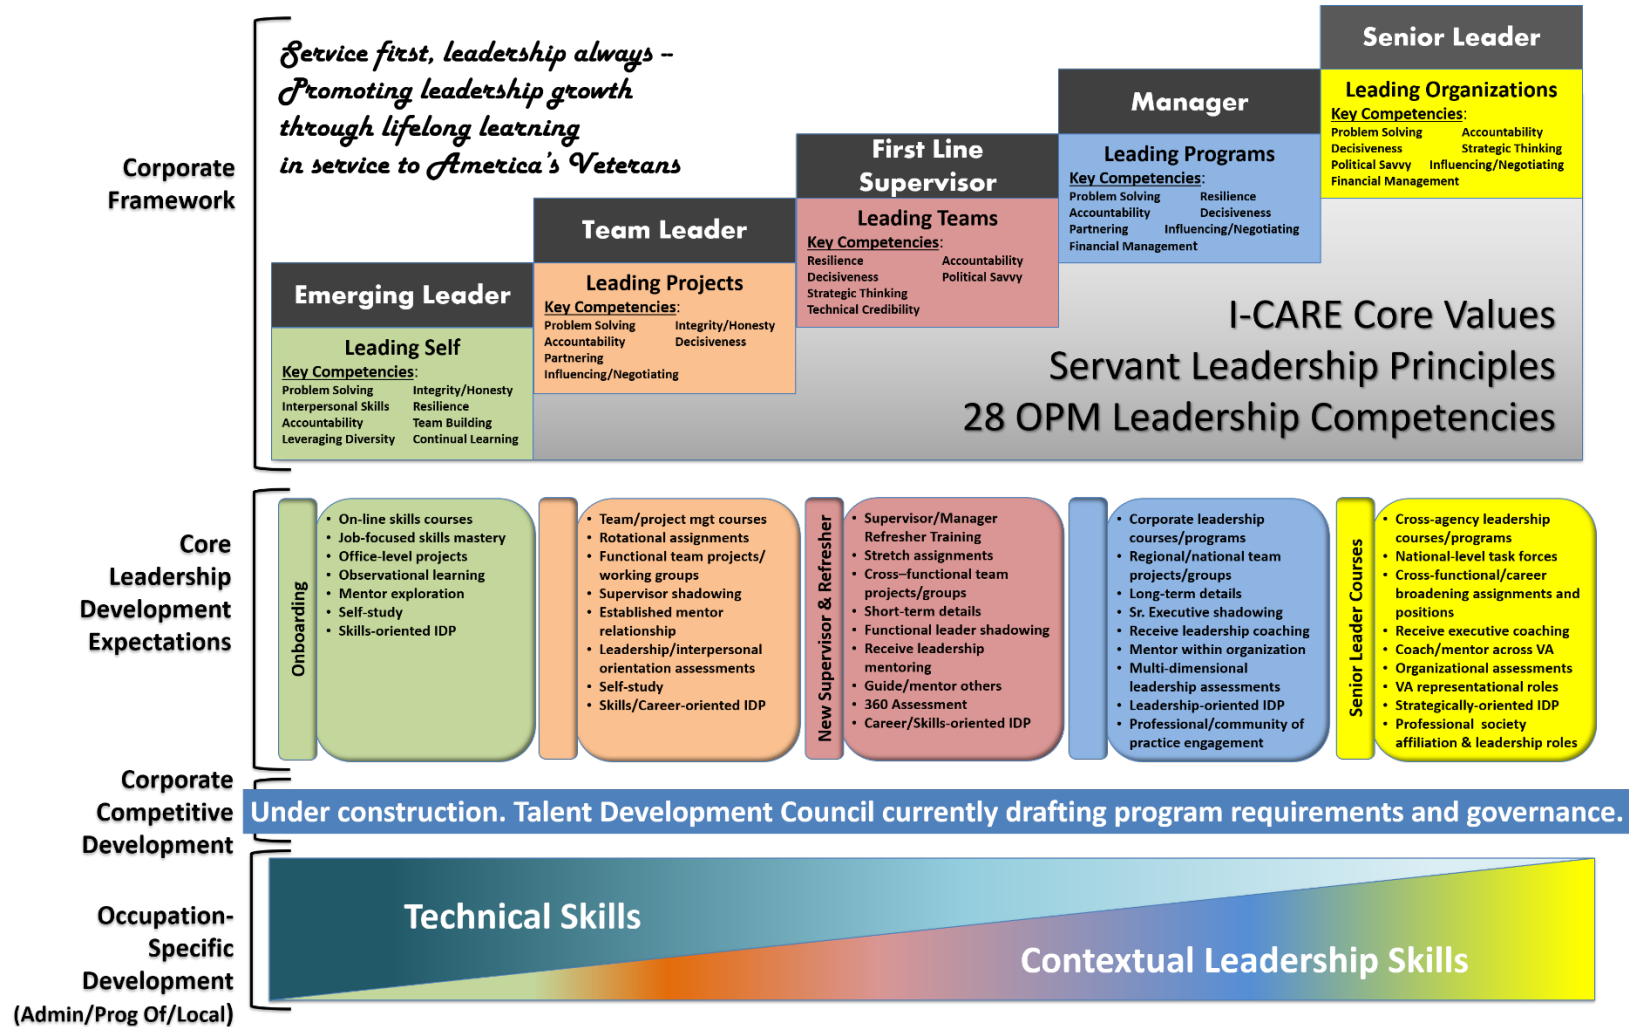 Service first, leadership always --
Promoting leadership growth
through lifelong learning
in service to America's Veterans
Corporate
Framework
Senior Leader
Leading Organizations
Key Competencies:
Problem Solving Accountability
Decisiveness Strategic Thinking
Political Savvy Influencing/Negotiating
Financial Management
Manager
Leading Programs
Key Competencies:
Problem Solving Resilience
Accountability Decisiveness
Partnering Influencing/Negotiating
Financial Management
First Line
Supervisor
Leading Teams
Key Competencies:
Resilience Accountability
Decisiveness Political Savvy
Strategic Thinking
Technical Credibility
Team Leader
Leading Projects
Key Competencies:
Problem Solving Integrity/Honesty
Accountability Decisiveness
Partnering
Influencing/Negotiating
Emerging Leader
Leading Self
Key Competencies:
Problem Solving Integrity/Honesty
Interpersonal Skills Resilience
Accountability Team Building
Leveraging Diversity Continual Learning
I-CARE Core Values
Servant Leadership Principles
28 OPM Leadership Competencies
Core
Leadership
Development
Expectations
Onboarding
• On-line skills courses
• Job-focused skills mastery
• Office-level projects
• Observational learning
• Mentor exploration
• Self-study
• Skills-oriented IDP
• Team/project mgt courses
• Rotational assignments
• Functional team projects/
working groups
• Supervisor shadowing
• Established mentor
relationship
• Leadership/interpersonal
orientation assessments
• Self-study
• Skills/Career-oriented IDP
New Supervisor & Refresher
• Supervisor/Manager
Refresher Training
• Stretch assignments
• Cross–functional team
projects/groups
• Short-term details
• Functional leader shadowing
• Receive leadership
mentoring
• Guide/mentor others
• 360 Assessment
• Career/Skills-oriented IDP
• Corporate leadership
courses/programs
• Regional/national team
projects/groups
• Long-term details
• Sr. Executive shadowing
• Receive leadership coaching
• Mentor within organization
• Multi-dimensional
leadership assessments
• Leadership-oriented IDP
• Professional/community of
practice engagement
Senior Leader Courses
• Cross-agency leadership
courses/programs
• National-level task forces
• Cross-functional/career
broadening assignments and
positions
• Receive executive coaching
• Coach/mentor across VA
• Organizational assessments
• VA representational roles
• Strategically-oriented IDP
• Professional society
affiliation & leadership roles
Corporate
Competitive
Development
Under construction. Talent Development Council currently drafting program requirements and governance.
Occupation-
Specific
Development
(Admin/Prog Of/Local)
Technical Skills
Contextual Leadership Skills